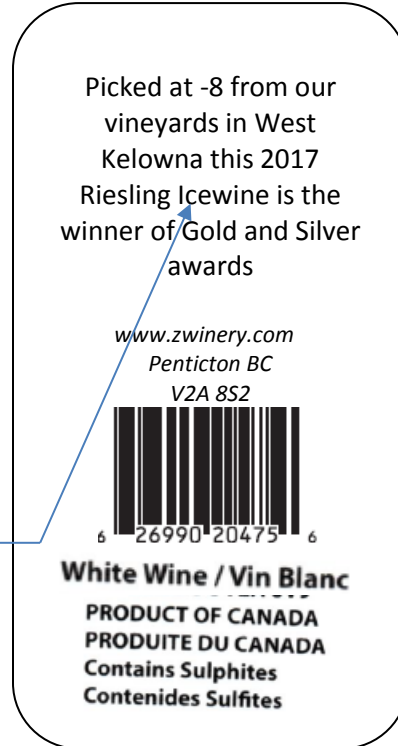 Picked at -8 from our
vineyards in West
Kelowna this 2017
Riesling Icewine is the
winner of Gold and Silver
awards
www.zwinery.com
Penticton BC
V2A 8S2
6 26990 20475 6
White Wine / Vin Blanc
PRODUCT OF CANADA
PRODUITE DU CANADA
Contains Sulphites
Contenides Sulfites